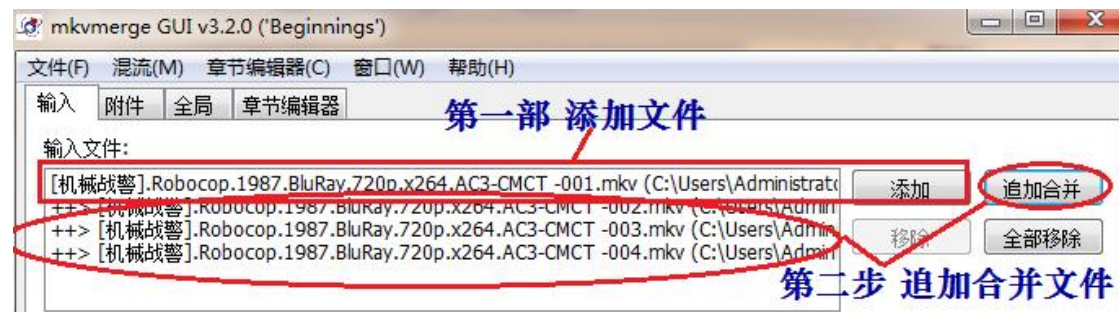 mkvmerge GUI v3.2.0 ('Beginnings')
文件(F) 混流(M) 章节编辑器(C) 窗口(W) 帮助(H)
输入 附件 全局 章节编辑器
第一部 添加文件
输入文件:
[机械战警].Robocop.1987.BluRay.720p.x264.AC3-CMCT -001.mkv (C:\Users\Administrato
添加 追加合并
++> [机械战警].Robocop.1987.BluRay.720p.x264.AC3-CMCT -002.mkv (C:\Users\Admin
++> [机械战警].Robocop.1987.BluRay.720p.x264.AC3-CMCT -003.mkv (C:\Users\Admin
++> [机械战警].Robocop.1987.BluRay.720p.x264.AC3-CMCT -004.mkv (C:\Users\Admin
移除 全部移除
第二步 追加合并文件